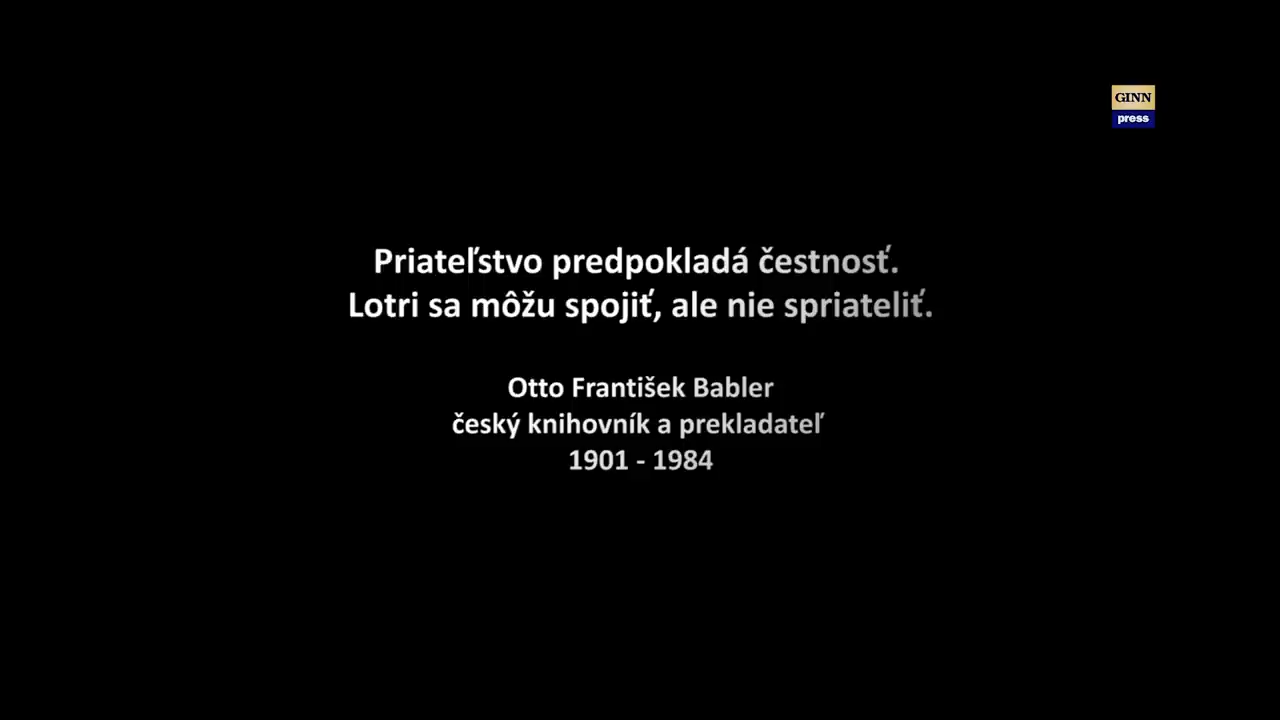 GINN
press
Priateľstvo predpokladá čestnosť.
Lotri sa môžu spojiť, ale nie spriateliť.
Otto František Babler
český knihovník a prekladateľ
1901 - 1984